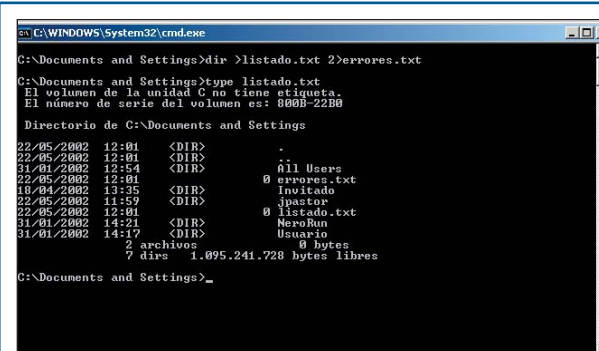 C:\WINDOWS\System32\cmd.exe
C:\Documents and Settings>dir >listado.txt 2>errores.txt
C:\Documents and Settings>type listado.txt
El volumen de la unidad C no tiene etiqueta.
El número de serie del volumen es: 800B-22B0
Directorio de C:\Documents and Settings
22/05/2002 12:01 <DIR> .
22/05/2002 12:01 <DIR> ..
31/01/2002 12:54 <DIR> All Users
22/05/2002 12:01 0 errores.txt
18/04/2002 13:35 <DIR> Invitado
22/05/2002 11:59 <DIR> jpastor
22/05/2002 12:01 0 listado.txt
31/01/2002 14:21 <DIR> NeroRun
31/01/2002 14:17 <DIR> Usuario
2 archivos 0 bytes
7 dirs 1.095.241.728 bytes libres
C:\Documents and Settings>_